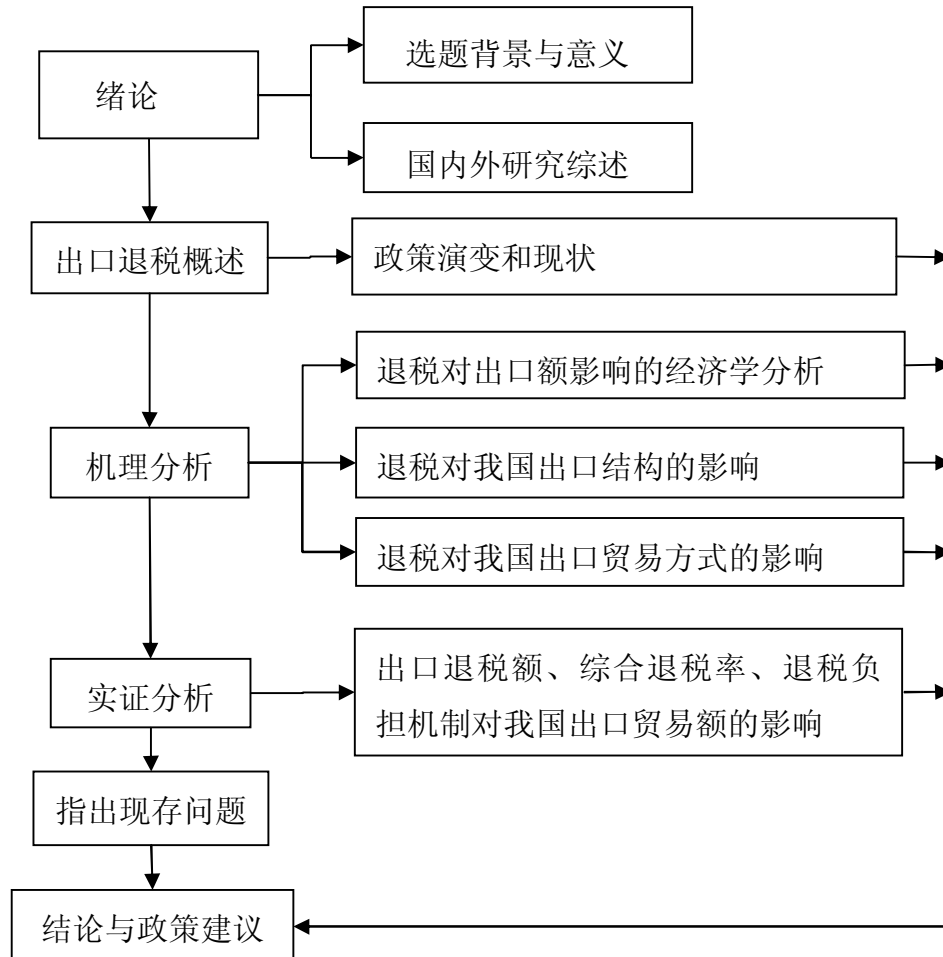 选题背景与意义
绪论
国内外研究综述
出口退税概述
政策演变和现状
退税对出口额影响的经济学分析
机理分析
退税对我国出口结构的影响
退税对我国出口贸易方式的影响
出口退税额、综合退税率、退税负
担机制对我国出口贸易额的影响
实证分析
指出现存问题
结论与政策建议